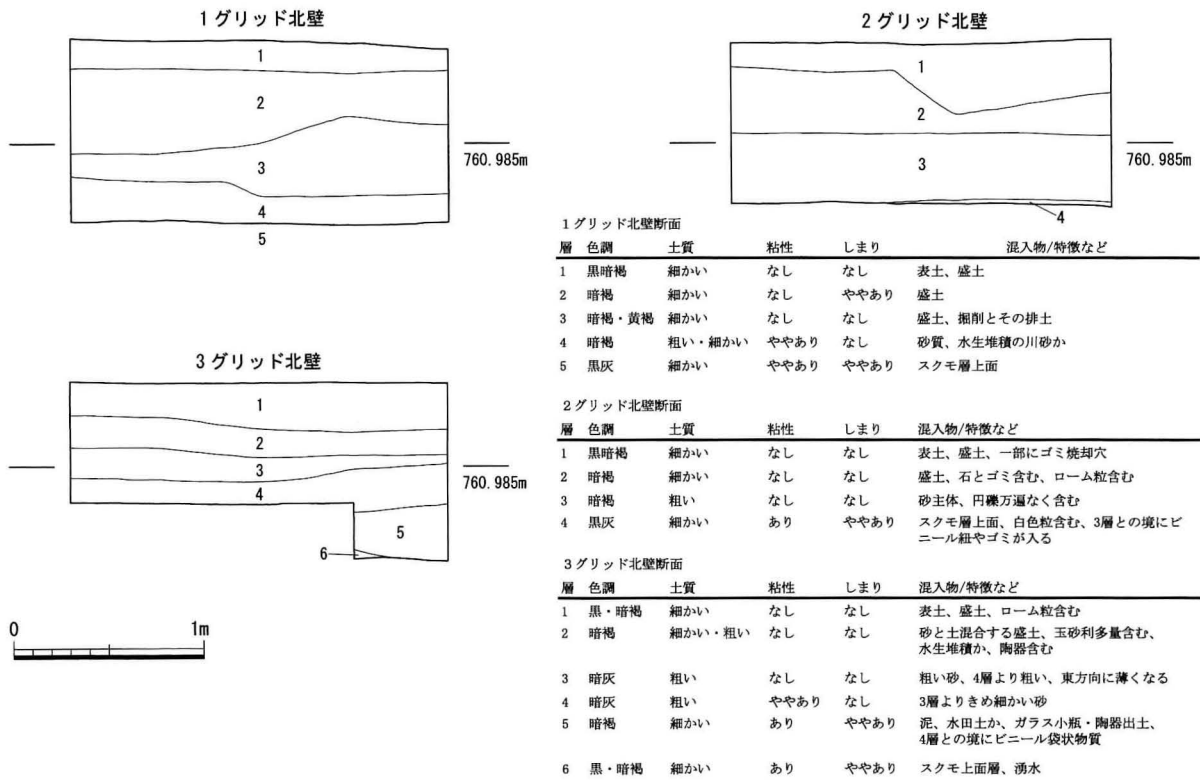 1グリッド北壁
1
2
3
4
5
760.985m
2グリッド北壁
1
2
3
4
760.985m
3グリッド北壁
1
2
3
4
5
6
760.985m
0 1m
1グリッド北壁断面
層 色調 土質 粘性 しまり 混入物/特徴など
1 黒暗褐 細かい なし なし 表土、盛土
2 暗褐 細かい なし ややあり 盛土
3 暗褐・黄褐 細かい なし なし 盛土、掘削とその排土
4 暗褐 粗い・細かい ややあり なし 砂質、水生堆積の川砂か
5 黒灰 細かい ややあり ややあり スクモ層上面
2グリッド北壁断面
層 色調 土質 粘性 しまり 混入物/特徴など
1 黒暗褐 細かい なし なし 表土、盛土、一部にゴミ焼却穴
2 暗褐 細かい なし なし 盛土、石とゴミ含む、ローム粒含む
3 暗褐 粗い なし なし 砂主体、円礫万遍なく含む
4 黒灰 細かい あり ややあり スクモ層上面、白色粒含む、3層との境にビ
ニール紐やゴミが入る
3グリッド北壁断面
層 色調 土質 粘性 しまり 混入物/特徴など
1 黒・暗褐 細かい なし なし 表土、盛土、ローム粒含む
2 暗褐 細かい・粗い なし なし 砂と土混合する盛土、玉砂利多量含む、
水生堆積か、陶器含む
3 暗灰 粗い なし なし 粗い砂、4層より粗い、東方向に薄くなる
4 暗灰 粗い ややあり なし 3層よりきめ細かい砂
5 暗褐 細かい あり ややあり 泥、水田土か、ガラス小瓶・陶器出土、
4層との境にビニール袋状物質
6 黒・暗褐 細かい あり ややあり スクモ上面層、湧水